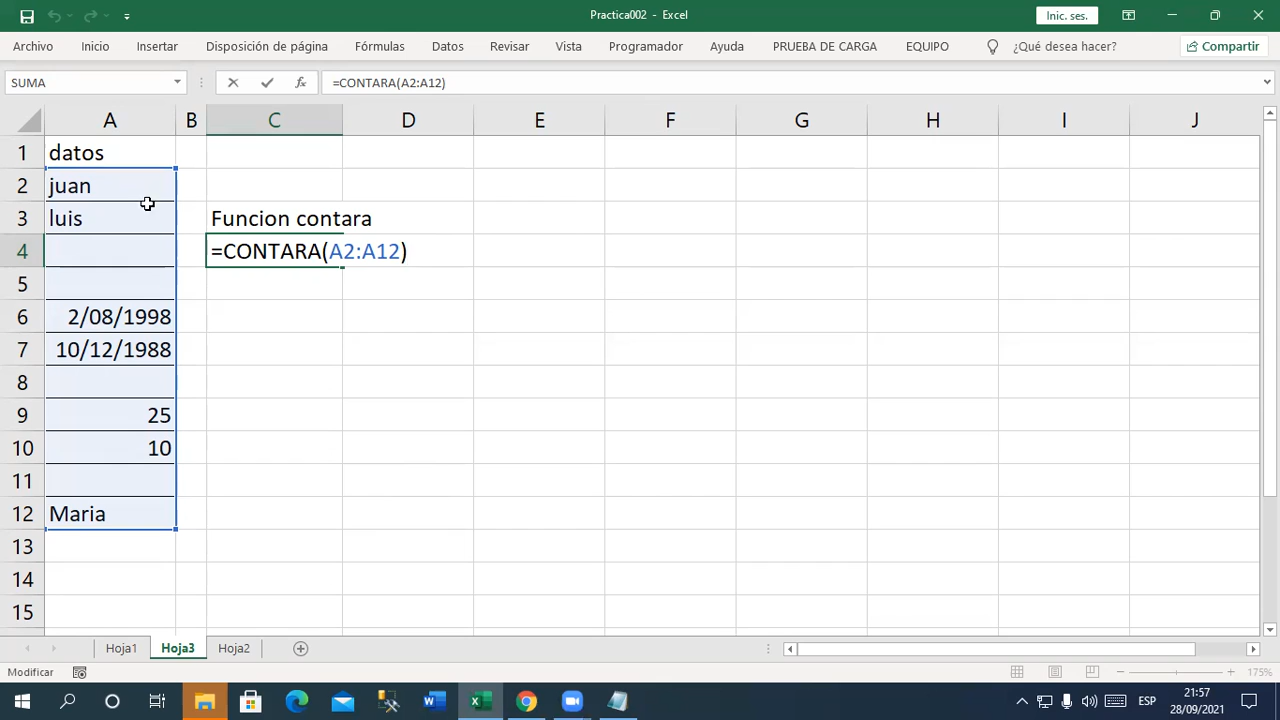 Practica002 - Excel
Inic. ses.
Archivo Inicio Insertar Disposición de página Fórmulas Datos Revisar Vista Programador Ayuda PRUEBA DE CARGA EQUIPO ¿Qué desea hacer? Compartir
SUMA fx =CONTARA(A2:A12)
A B C D E F G H I J
1 datos
2 juan
3 luis Funcion contara
4 =CONTARA(A2:A12)
5
6 2/08/1998
7 10/12/1988
8
9 25
10 10
11
12 Maria
13
14
15
Hoja1 Hoja3 Hoja2
Modificar 175%
ESP 21:57
28/09/2021